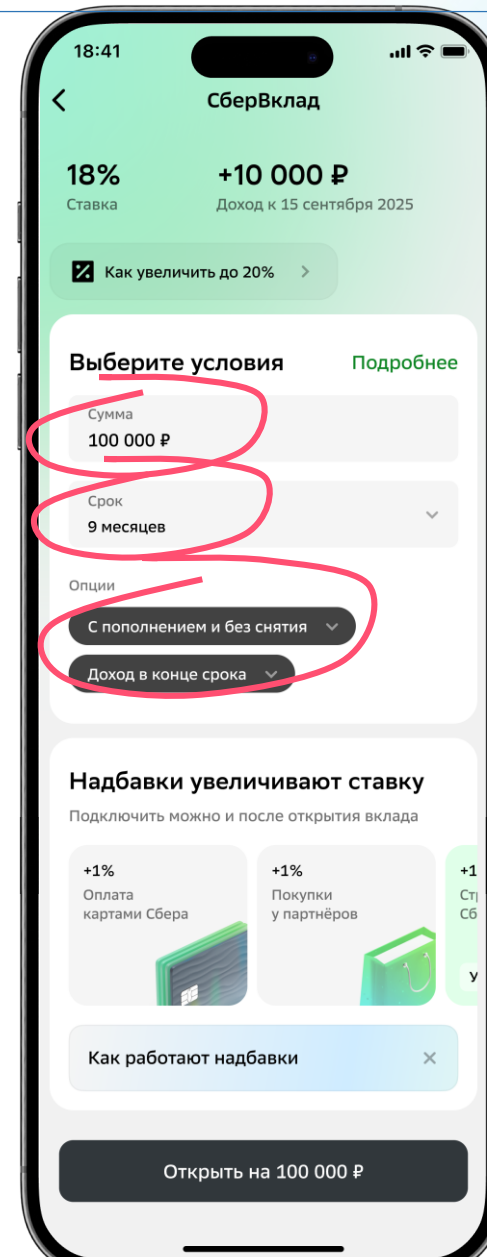 18:41
СберВклад
18% +10 000 ₽
Ставка Доход к 15 сентября 2025
Как увеличить до 20%
Выберите условия Подробнее
Сумма
100 000 ₽
Срок
9 месяцев
Опции
С пополнением и без снятия
Доход в конце срока
Надбавки увеличивают ставку
Подключить можно и после открытия вклада
+1% +1% +1
Оплата Покупки
картами Сбера у партнёров
Как работают надбавки
Открыть на 100 000 ₽